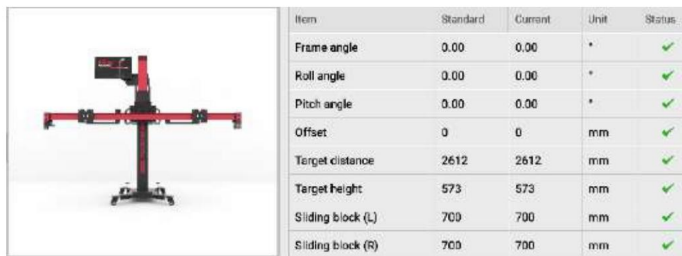 Item Standard Current Unit Status
Frame angle 0.00 0.00 °
Roll angle 0.00 0.00 °
Pitch angle 0.00 0.00 °
Offset 0 0 mm
Target distance 2612 2612 mm
Target height 573 573 mm
Sliding block (L) 700 700 mm
Sliding block (R) 700 700 mm